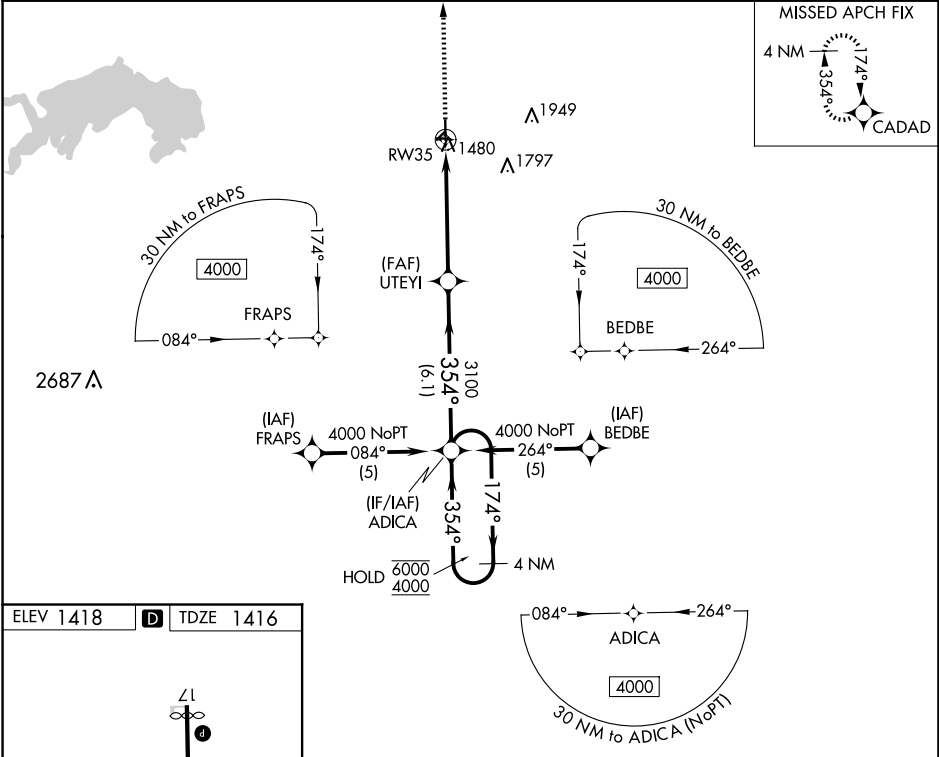 MISSED APCH FIX
4 NM
354°
174°
CADAD
1949
RW35
1480
1797
30 NM to FRAPS
174°
4000
FRAPS
084°
30 NM to BEDBE
174°
4000
BEDBE
264°
(FAF)
UTEYI
2687
354°
3100
(6.1)
(IAF)
FRAPS
4000 NoPT
084°
(5)
4000 NoPT
264°
(5)
(IAF)
BEDBE
(IF/IAF)
ADICA
354°
174°
HOLD
6000
4000
4 NM
084°
264°
ADICA
4000
30 NM to ADICA (NoPT)
ELEV 1418
D
TDZE 1416
17
P